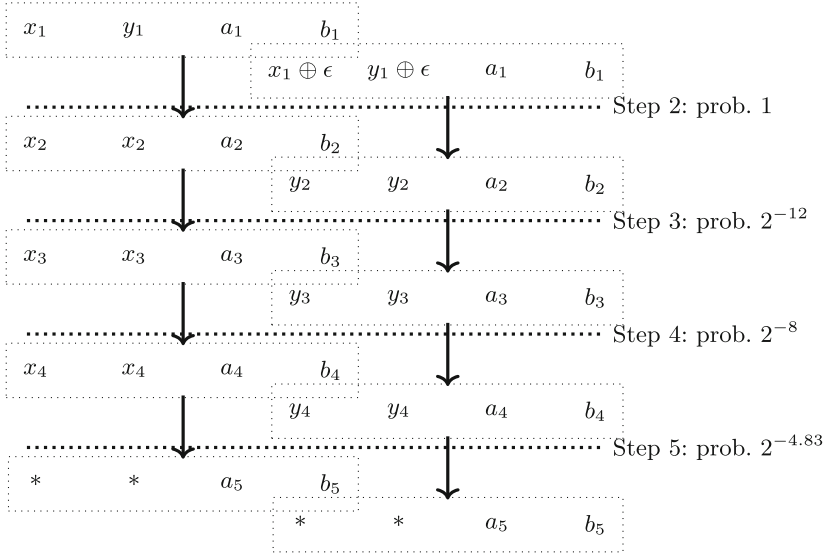 x₁ y₁ a₁ b₁
x₁ ⊕ ϵ y₁ ⊕ ϵ a₁ b₁
Step 2: prob. 1
x₂ x₂ a₂ b₂
y₂ y₂ a₂ b₂
Step 3: prob. 2⁻¹²
x₃ x₃ a₃ b₃
y₃ y₃ a₃ b₃
Step 4: prob. 2⁻⁸
x₄ x₄ a₄ b₄
y₄ y₄ a₄ b₄
Step 5: prob. 2^{−4.83}
* * a₅ b₅
* * a₅ b₅